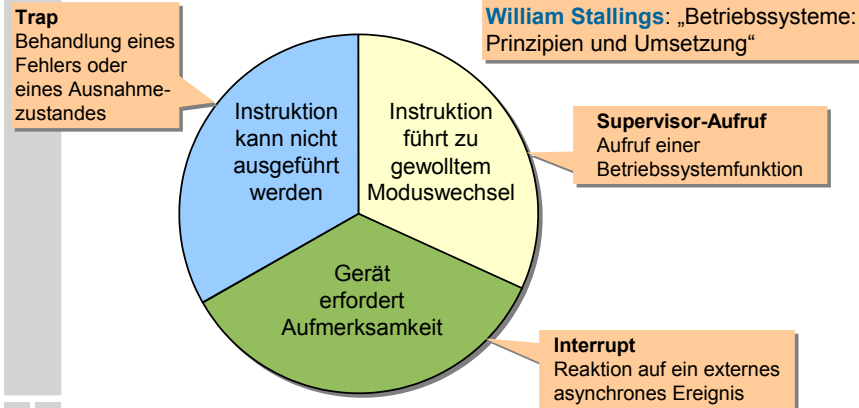 Trap
Behandlung eines
Fehlers oder
eines Ausnahme-
zustandes
William Stallings: „Betriebssysteme:
Prinzipien und Umsetzung“
Instruktion
kann nicht
ausgeführt
werden
Instruktion
führt zu
gewolltem
Moduswechsel
Supervisor-Aufruf
Aufruf einer
Betriebssystemfunktion
Gerät
erfordert
Aufmerksamkeit
Interrupt
Reaktion auf ein externes
asynchrones Ereignis